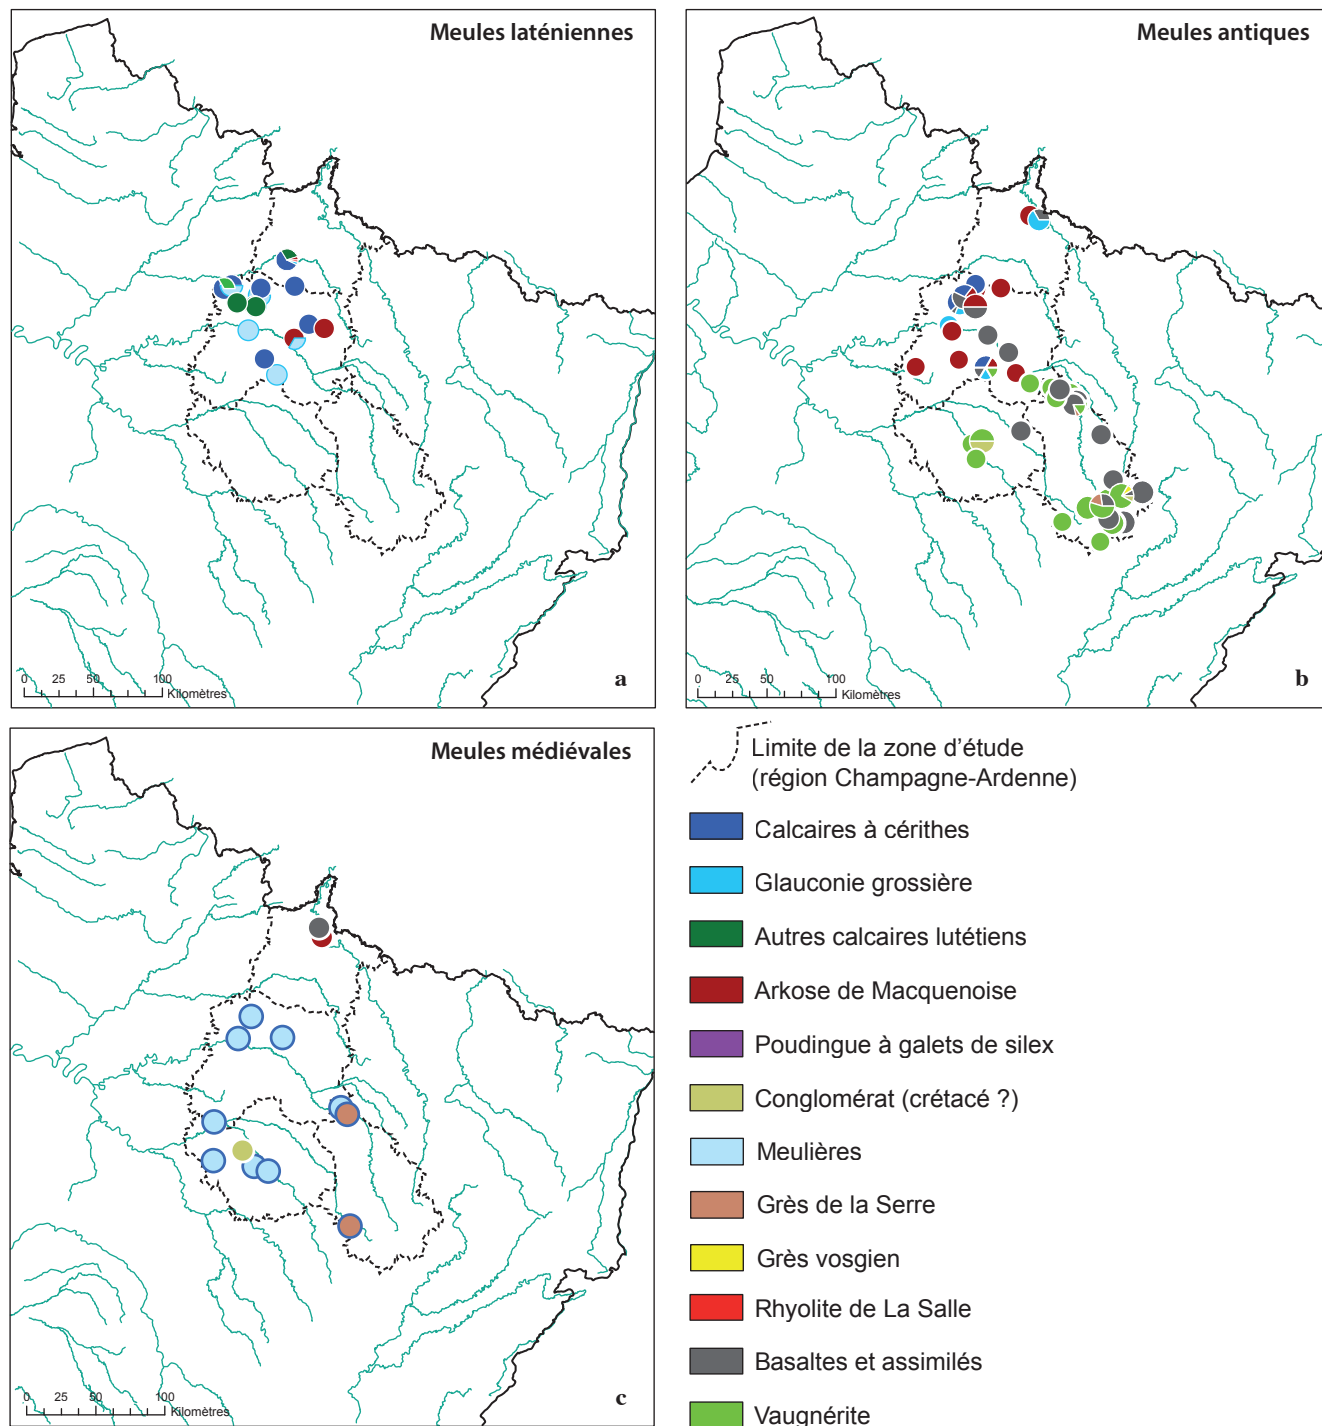 Meules laténiennes
0 25 50 100
Kilomètres
a
Meules antiques
0 25 50 100
Kilomètres
b
Meules médiévales
0 25 50 100
Kilomètres
c
Limite de la zone d'étude
(région Champagne-Ardenne)
Calcaires à cérithes
Glauconie grossière
Autres calcaires lutétiens
Arkose de Macquenoise
Poudingue à galets de silex
Conglomérat (crétacé ?)
Meulières
Grès de la Serre
Grès vosgien
Rhyolite de La Salle
Basaltes et assimilés
Vaugnérite